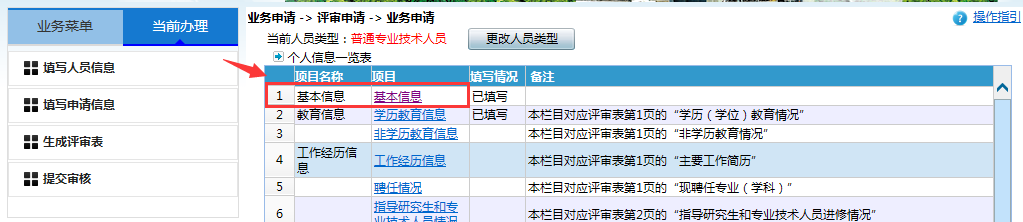 业务菜单 当前办理
填写人员信息
填写申请信息
生成评审表
提交审核
业务申请 -> 评审申请 -> 业务申请
操作指引
当前人员类型：普通专业技术人员 更改人员类型
个人信息一览表
项目名称 项目 填写情况 备注
1 基本信息 基本信息 已填写
2 教育信息 学历教育信息 已填写 本栏目对应评审表第1页的“学历（学位）教育情况”
3 非学历教育信息 本栏目对应评审表第1页的“非学历教育情况”
4 工作经历信息 工作经历信息 本栏目对应评审表第1页的“主要工作简历”
5 聘任情况 本栏目对应评审表第1页的“现聘任专业（学科）”
6 指导研究生和专业技术人员情况 本栏目对应评审表第2页的“指导研究生和专业技术人员进修情况”